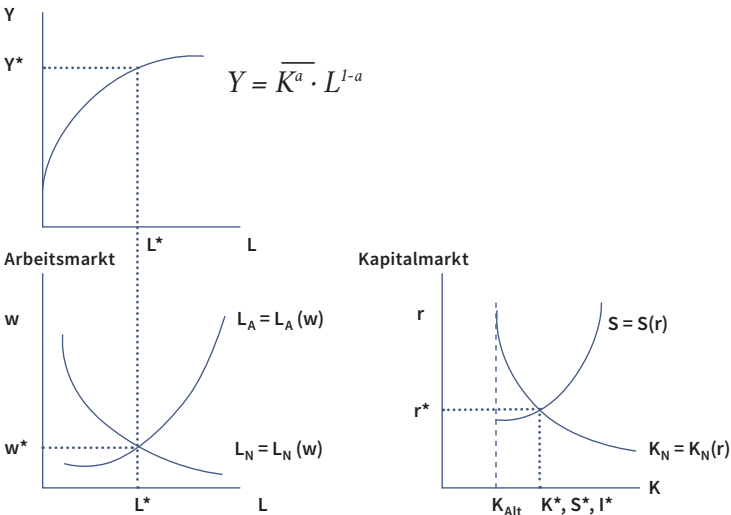 Y
Y*
Y = K^a · L^{1-a}
L*
L
Arbeitsmarkt
w
L_A = L_A (w)
w*
L_N = L_N (w)
L*
L
Kapitalmarkt
r
S = S(r)
r*
K_N = K_N(r)
K
K_Alt
K*, S*, I*